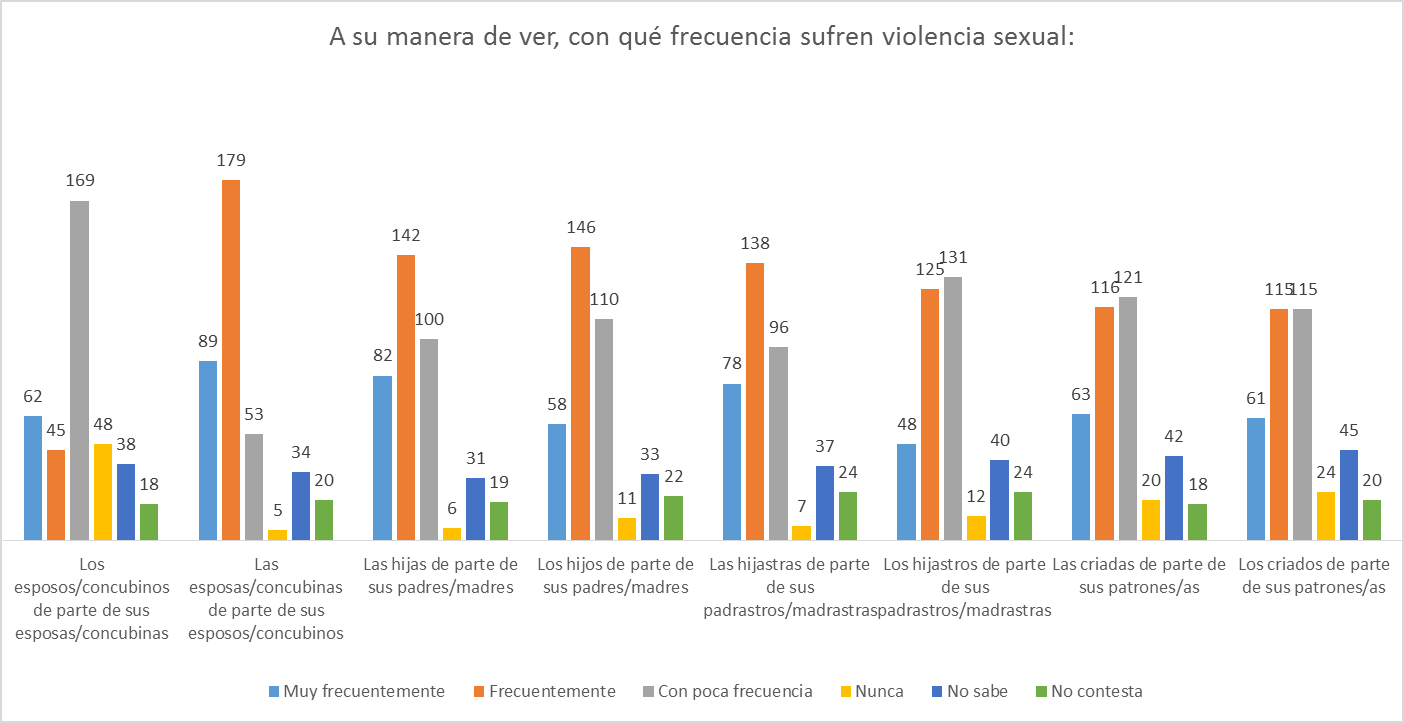 A su manera de ver, con qué frecuencia sufren violencia sexual:
62
45
169
48
38
18
89
179
53
5
34
20
82
142
100
6
31
19
58
146
110
11
33
22
78
138
96
7
37
24
48
125
131
12
40
24
63
116
121
20
42
18
61
115
115
24
45
20
Los
esposos/concubinos
de parte de sus
esposas/concubinas
Las
esposas/concubinas
de parte de sus
esposos/concubinos
Las hijas de parte de
sus padres/madres
Los hijos de parte de
sus padres/madres
Las hijastras de parte
de sus
padrastros/madrastras
Los hijastros de parte
de sus
padrastros/madrastras
Las criadas de parte de
sus patrones/as
Los criados de parte
de sus patrones/as
Muy frecuentemente
Frecuentemente
Con poca frecuencia
Nunca
No sabe
No contesta